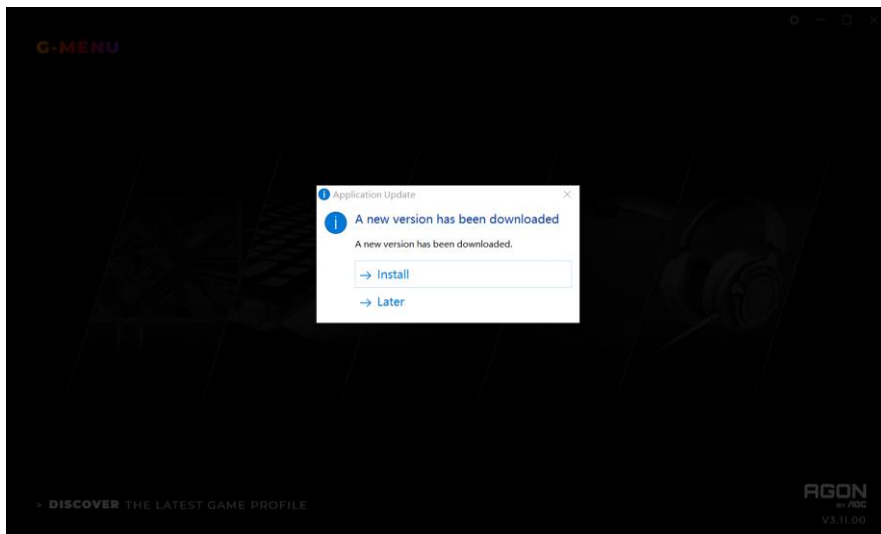 G-MENU
Application Update
A new version has been downloaded
A new version has been downloaded.
→ Install
→ Later
> DISCOVER THE LATEST GAME PROFILE
AGON
BY AOC
V3.11.00